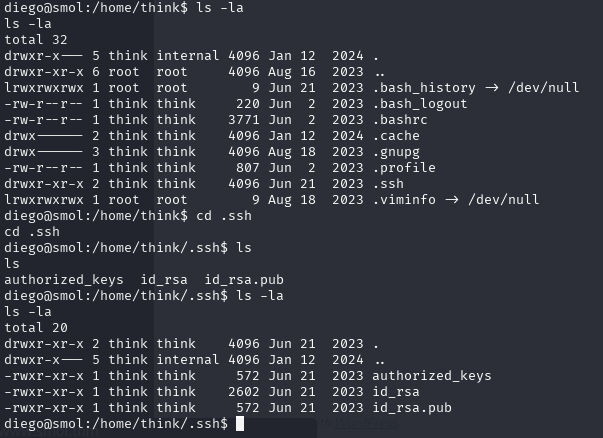 diego@smol:/home/think$ ls -la
ls -la
total 32
drwxr-x--- 5 think internal 4096 Jan 12  2024 .
drwxr-xr-x 6 root  root     4096 Aug 16  2023 ..
lrwxrwxrwx 1 root  root        9 Jun 21  2023 .bash_history -> /dev/null
-rw-r--r-- 1 think think     220 Jun  2  2023 .bash_logout
-rw-r--r-- 1 think think    3771 Jun  2  2023 .bashrc
drwx------ 2 think think    4096 Jan 12  2024 .cache
drwx------ 3 think think    4096 Aug 18  2023 .gnupg
-rw-r--r-- 1 think think     807 Jun  2  2023 .profile
drwxr-xr-x 2 think think    4096 Jun 21  2023 .ssh
lrwxrwxrwx 1 root  root        9 Aug 18  2023 .viminfo -> /dev/null
diego@smol:/home/think$ cd .ssh
cd .ssh
diego@smol:/home/think/.ssh$ ls
ls
authorized_keys  id_rsa  id_rsa.pub
diego@smol:/home/think/.ssh$ ls -la
ls -la
total 20
drwxr-xr-x 2 think think    4096 Jun 21  2023 .
drwxr-x--- 5 think internal 4096 Jan 12  2024 ..
-rwxr-xr-x 1 think think     572 Jun 21  2023 authorized_keys
-rwxr-xr-x 1 think think    2602 Jun 21  2023 id_rsa
-rwxr-xr-x 1 think think     572 Jun 21  2023 id_rsa.pub
diego@smol:/home/think/.ssh$